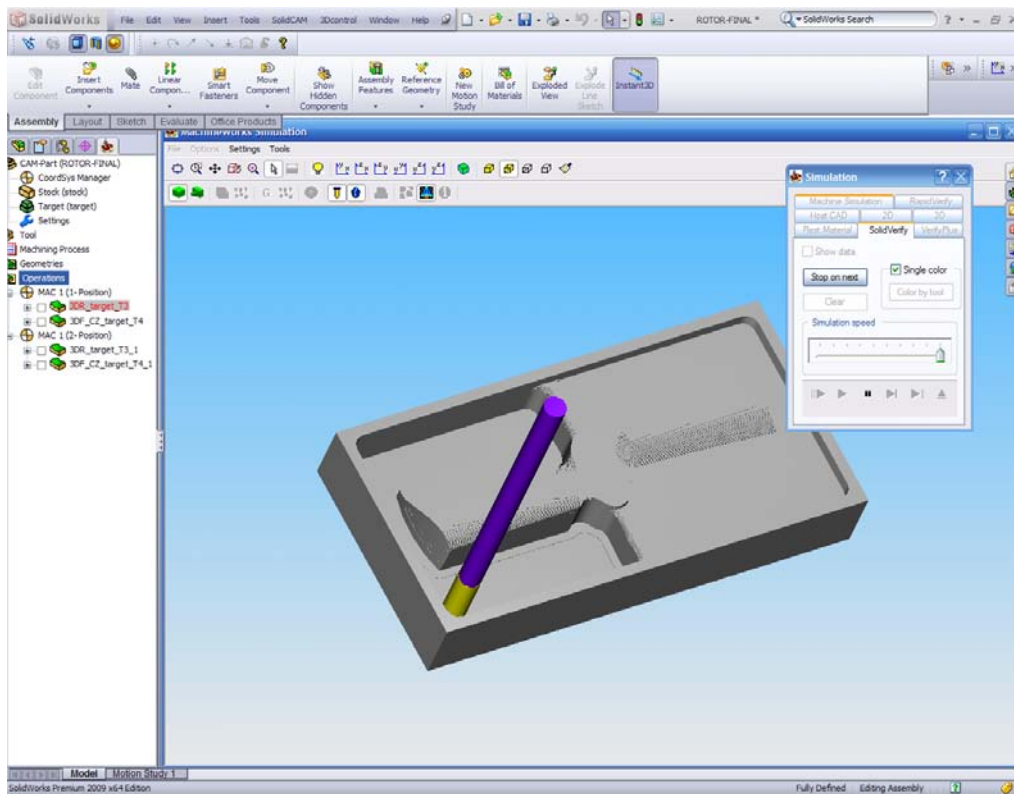 SolidWorks File Edit View Insert Tools SolidCAM 3Dcontrol Window Help ROTOR-FINAL * SolidWorks Search
Edit Component
Insert Components
Mate
Linear Compon...
Smart Fasteners
Move Component
Show Hidden Components
Assembly Features
Reference Geometry
New Motion Study
Bill of Materials
Exploded View
Explode Line Sketch
Instant3D
Assembly Layout Sketch Evaluate Office Products
MachineWorks Simulation
File Options Settings Tools
CAM-Part (ROTOR-FINAL)
CoordSys Manager
Stock (stock)
Target (target)
Settings
Tool
Machining Process
Geometries
Operations
MAC 1 (1-Position)
3DR_target_T3
3DF_CZ_target_T4
MAC 1 (2-Position)
3DR_target_T3_1
3DF_CZ_target_T4_1
Simulation
Machine Simulation RapidVerify
Host CAD 2D 3D
Rest Material SolidVerify VerifyPlus
Show data
Stop on next
Single color
Clear
Color by tool
Simulation speed
Model Motion Study 1
SolidWorks Premium 2009 x64 Edition Fully Defined Editing Assembly